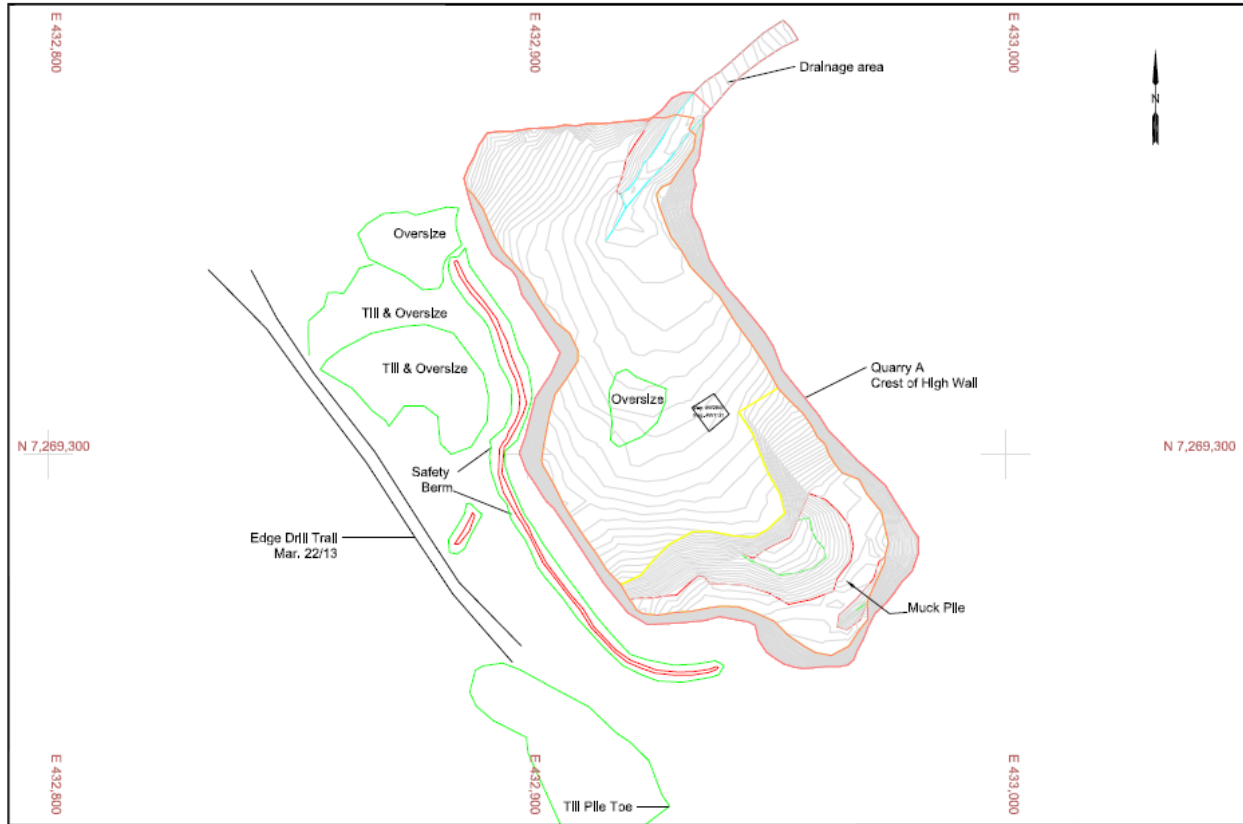 E 432,800
E 432,900
E 433,000
Drainage area
N
Oversize
Till & Oversize
Till & Oversize
Oversize
Quarry A
Crest of High Wall
N 7,269,300
N 7,269,300
Safety
Berm
Edge Drill Trail
Mar. 22/13
Muck Pile
Till Pile Toe
E 432,800
E 432,900
E 433,000